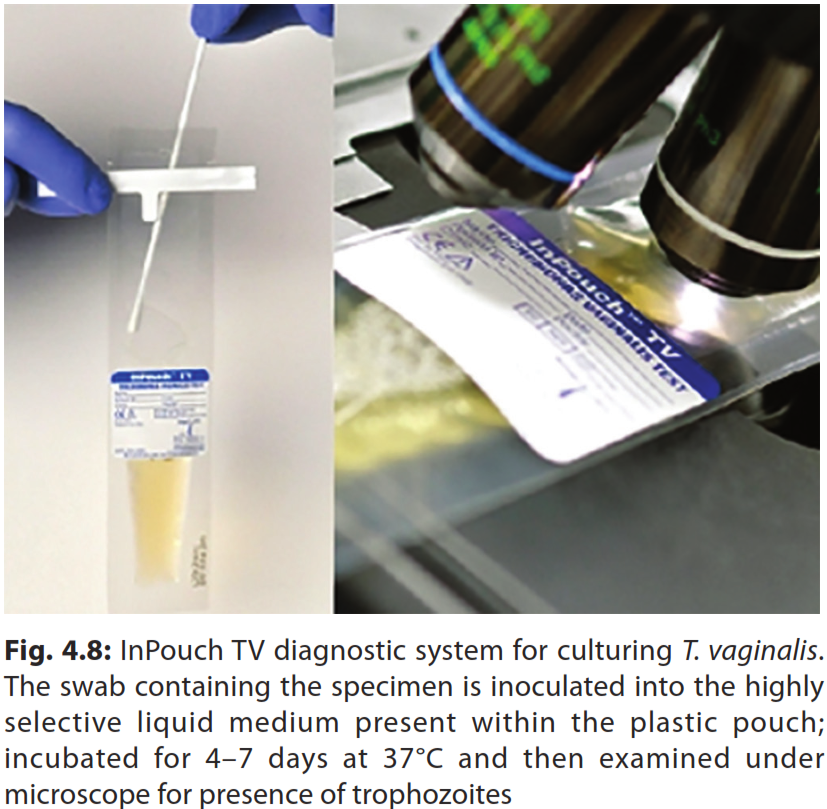 InPouch™ TV
TRICHOMONAS VAGINALIS TEST
InPouch TV
Fig. 4.8: InPouch TV diagnostic system for culturing T. vaginalis.
The swab containing the specimen is inoculated into the highly
selective liquid medium present within the plastic pouch;
incubated for 4–7 days at 37°C and then examined under
microscope for presence of trophozoites